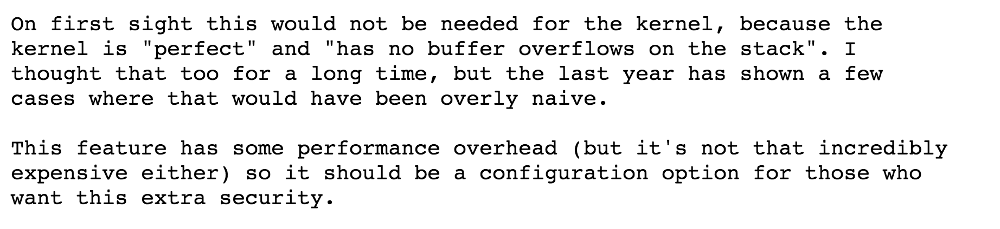 On first sight this would not be needed for the kernel, because the
kernel is "perfect" and "has no buffer overflows on the stack". I
thought that too for a long time, but the last year has shown a few
cases where that would have been overly naive.

This feature has some performance overhead (but it's not that incredibly
expensive either) so it should be a configuration option for those who
want this extra security.